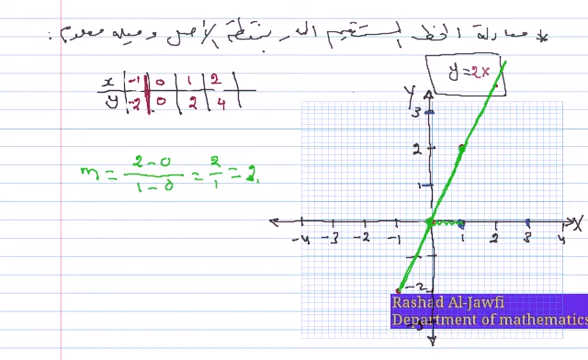 * معادلة الخط المستقيم المار بنقطة الأصل وميله معلوم :
y = 2x
x | -1 | 0 | 1 | 2
y | -2 | 0 | 2 | 4
m = 2-0 / 1-0 = 2/1 = 2.
Y
3
2
1
-4 -3 -2 -1 1 2 3 4 X
-2
Rashad Al-Jawfi
Department of mathematics